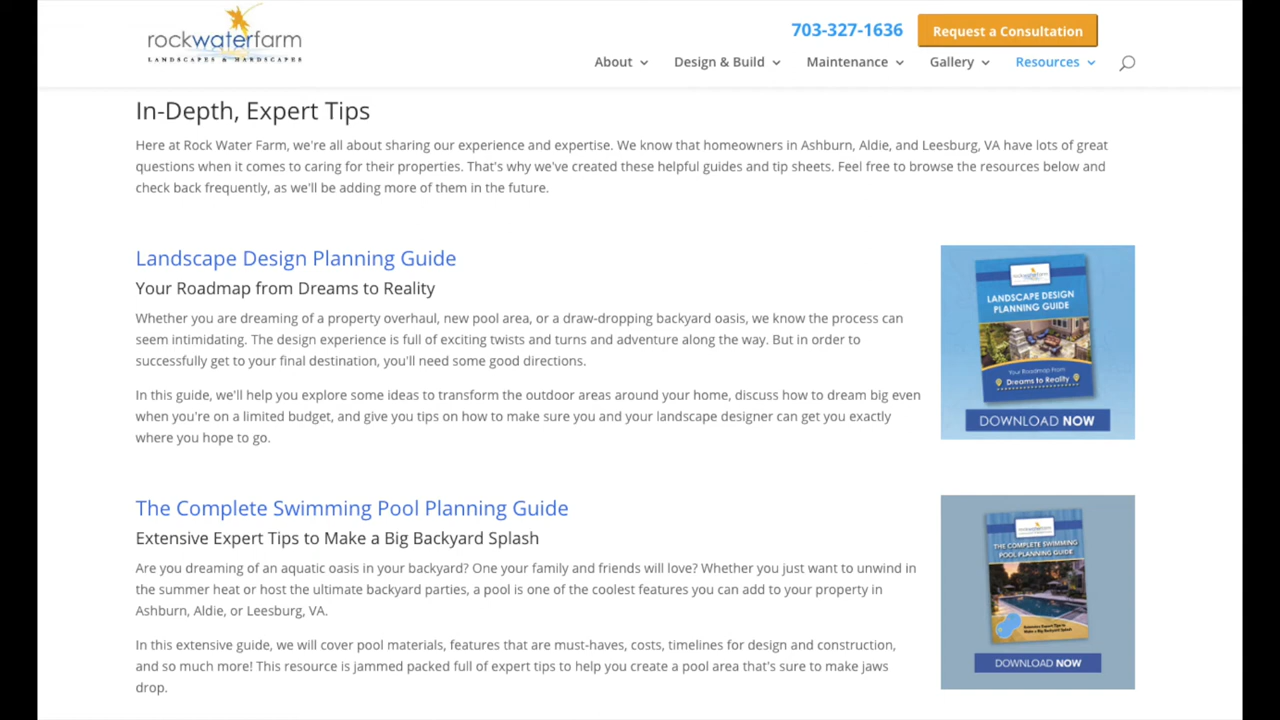 rockwaterfarm
LANDSCAPES & HARDSCAPES
703-327-1636
Request a Consultation
About
Design & Build
Maintenance
Gallery
Resources
In-Depth, Expert Tips
Here at Rock Water Farm, we're all about sharing our experience and expertise. We know that homeowners in Ashburn, Aldie, and Leesburg, VA have lots of great
questions when it comes to caring for their properties. That's why we've created these helpful guides and tip sheets. Feel free to browse the resources below and
check back frequently, as we'll be adding more of them in the future.
Landscape Design Planning Guide
Your Roadmap from Dreams to Reality
Whether you are dreaming of a property overhaul, new pool area, or a draw-dropping backyard oasis, we know the process can
seem intimidating. The design experience is full of exciting twists and turns and adventure along the way. But in order to
successfully get to your final destination, you'll need some good directions.
In this guide, we'll help you explore some ideas to transform the outdoor areas around your home, discuss how to dream big even
when you're on a limited budget, and give you tips on how to make sure you and your landscape designer can get you exactly
where you hope to go.
rockwaterfarm
LANDSCAPE DESIGN
PLANNING GUIDE
Your Roadmap From
Dreams to Reality
DOWNLOAD NOW
The Complete Swimming Pool Planning Guide
Extensive Expert Tips to Make a Big Backyard Splash
Are you dreaming of an aquatic oasis in your backyard? One your family and friends will love? Whether you just want to unwind in
the summer heat or host the ultimate backyard parties, a pool is one of the coolest features you can add to your property in
Ashburn, Aldie, or Leesburg, VA.
In this extensive guide, we will cover pool materials, features that are must-haves, costs, timelines for design and construction,
and so much more! This resource is jammed packed full of expert tips to help you create a pool area that's sure to make jaws
drop.
rockwaterfarm
THE COMPLETE SWIMMING
POOL PLANNING GUIDE
Extensive Expert Tips to
Make a Big Backyard Splash
DOWNLOAD NOW